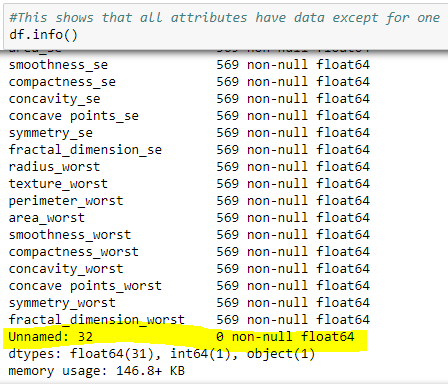 #This shows that all attributes have data except for one
df.info()
area_se 569 non-null float64
smoothness_se 569 non-null float64
compactness_se 569 non-null float64
concavity_se 569 non-null float64
concave points_se 569 non-null float64
symmetry_se 569 non-null float64
fractal_dimension_se 569 non-null float64
radius_worst 569 non-null float64
texture_worst 569 non-null float64
perimeter_worst 569 non-null float64
area_worst 569 non-null float64
smoothness_worst 569 non-null float64
compactness_worst 569 non-null float64
concavity_worst 569 non-null float64
concave points_worst 569 non-null float64
symmetry_worst 569 non-null float64
fractal_dimension_worst 569 non-null float64
Unnamed: 32 0 non-null float64
dtypes: float64(31), int64(1), object(1)
memory usage: 146.8+ KB